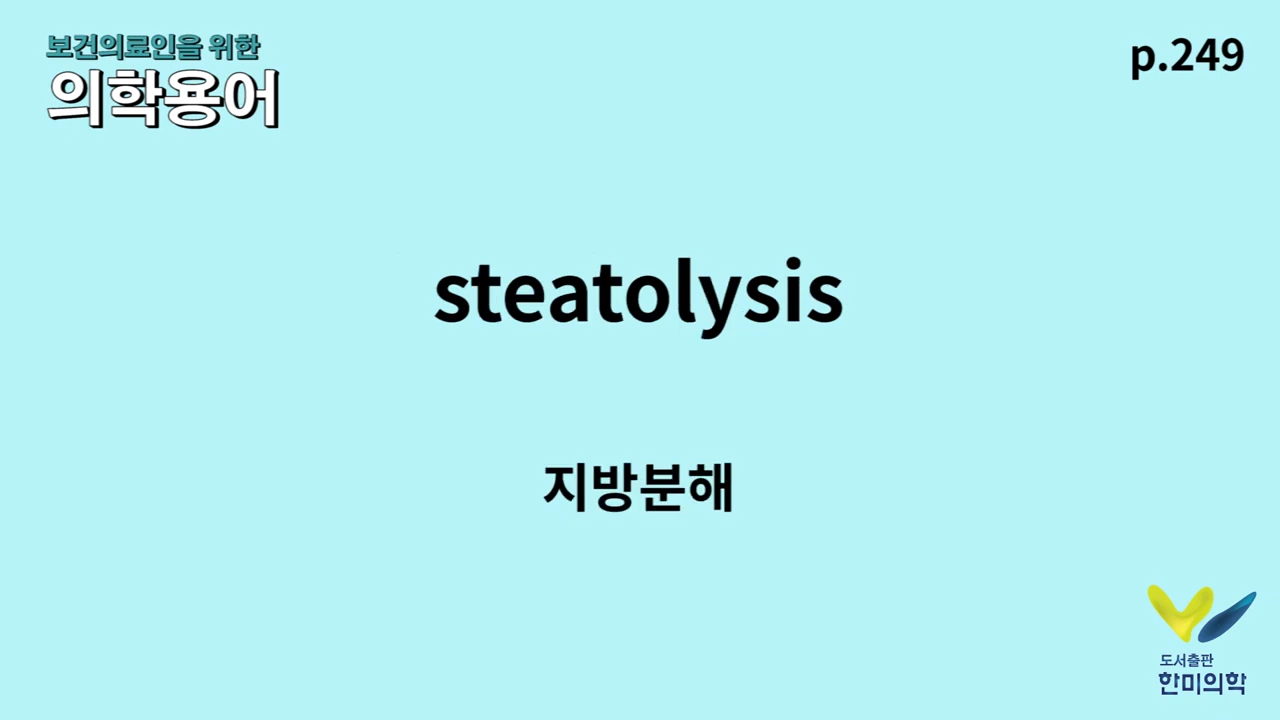 보건의료인을 위한
의학용어
p.249
steatolysis
지방분해
도서출판
한미의학